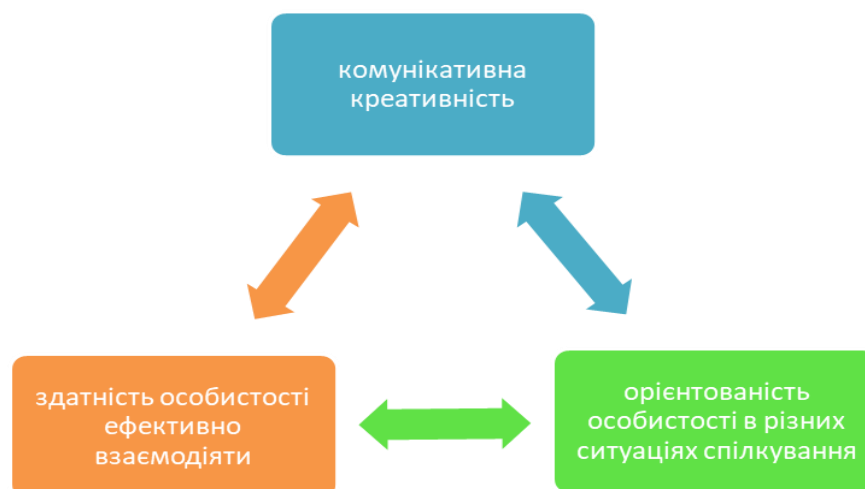 комунікативна
креативність
здатність особистості
ефективно
взаємодіяти
орієнтованість
особистості в різних
ситуаціях спілкування